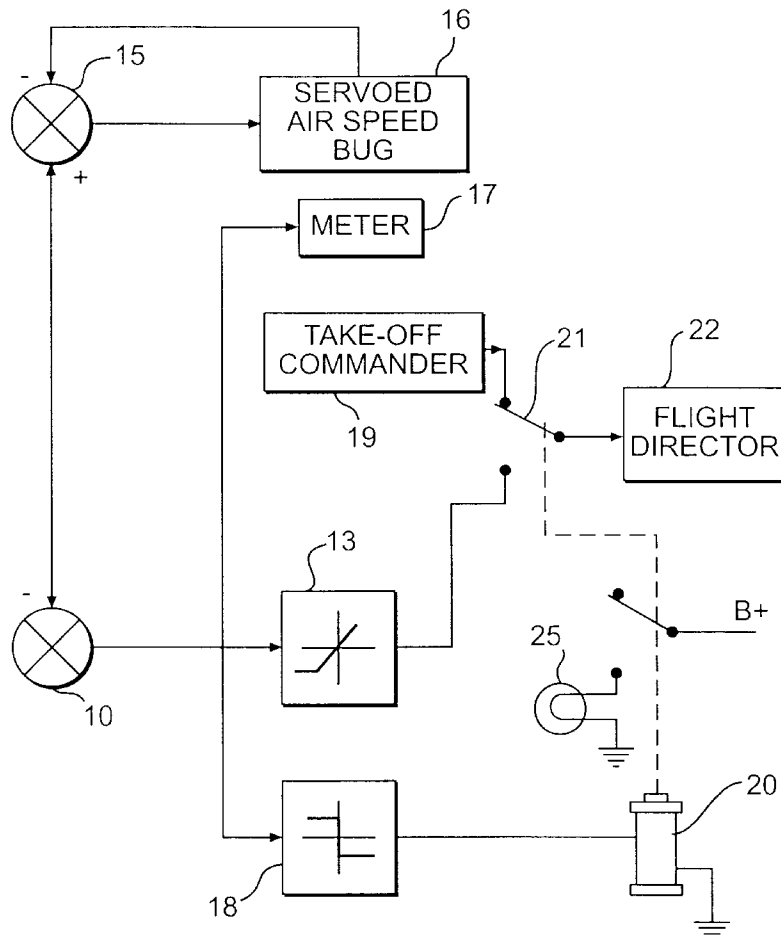 15
16
-
SERVOED
AIR SPEED
BUG
+
17
METER
TAKE-OFF
COMMANDER
21
22
19
FLIGHT
DIRECTOR
13
-
B+
25
10
20
18